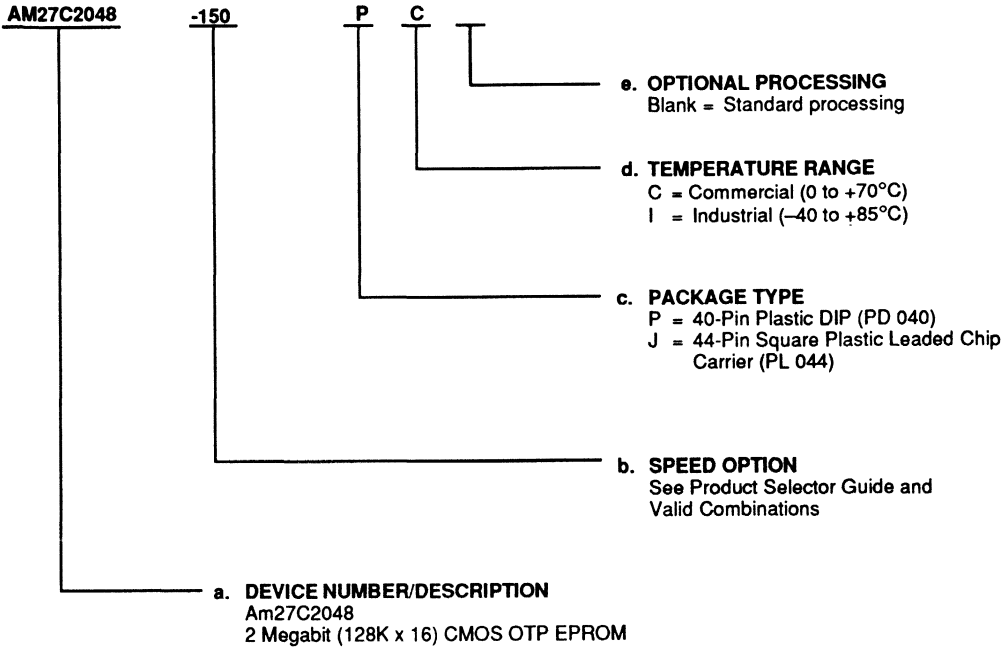 AM27C2048 -150 P C
e. OPTIONAL PROCESSING
Blank = Standard processing
d. TEMPERATURE RANGE
C = Commercial (0 to +70°C)
I = Industrial (–40 to +85°C)
c. PACKAGE TYPE
P = 40-Pin Plastic DIP (PD 040)
J = 44-Pin Square Plastic Leaded Chip
Carrier (PL 044)
b. SPEED OPTION
See Product Selector Guide and
Valid Combinations
a. DEVICE NUMBER/DESCRIPTION
Am27C2048
2 Megabit (128K x 16) CMOS OTP EPROM